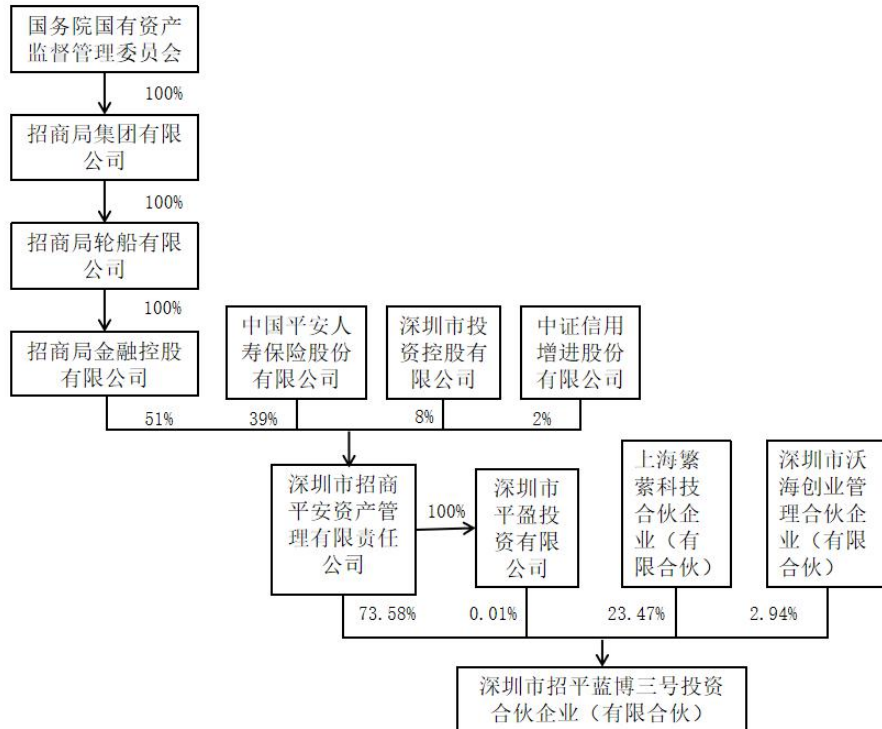 国务院国有资产
监督管理委员会
100%
招商局集团有限
公司
100%
招商局轮船有限
公司
100%
招商局金融控股
有限公司
中国平安人
寿保险股份
有限公司
深圳市投
资控股有
限公司
中证信用
增进股份
有限公司
51%
39%
8%
2%
深圳市招商
平安资产管
理有限责任
公司
100%
深圳市
平盈投
资有限
公司
上海繁
萦科技
合伙企
业（有
限合伙）
深圳市沃
海创业管
理合伙企
业（有限
合伙）
73.58%
0.01%
23.47%
2.94%
深圳市招平蓝博三号投资
合伙企业（有限合伙）